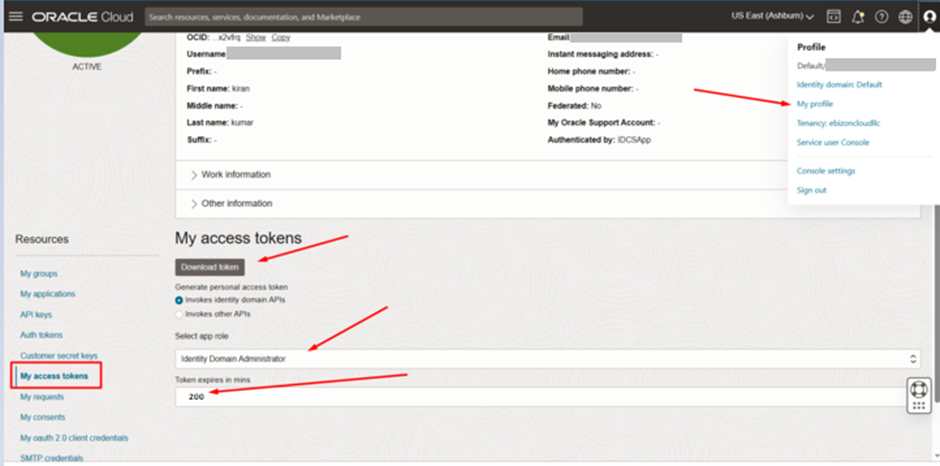 ORACLE Cloud
Search resources, services, documentation, and Marketplace
US East (Ashburn)
ACTIVE
OCID: ...x2vfrq Show Copy
Username
Prefix: -
First name: kiran
Middle name: -
Last name: kumar
Suffix: -
Email
Instant messaging address: -
Home phone number: -
Mobile phone number: -
Federated: No
My Oracle Support Account: -
Authenticated by: IDCSApp
Profile
Default/
Identity domain: Default
My profile
Tenancy: ebizoncloudllc
Service user Console
Console settings
Sign out
Work information
Other information
Resources
My groups
My applications
API keys
Auth tokens
Customer secret keys
My access tokens
My requests
My consents
My oauth 2.0 client credentials
SMTP credentials
My access tokens
Download token
Generate personal access token
Invokes identity domain APIs
Invokes other APIs
Select app role
Identity Domain Administrator
Token expires in mins
200